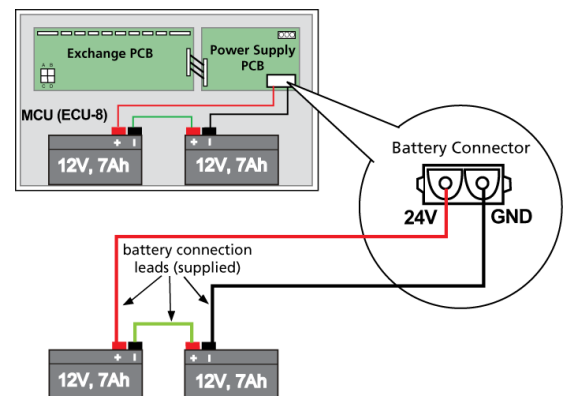 Exchange PCB
Power Supply
PCB
A B
C D
MCU (ECU-8)
+ I
+ I
12V, 7Ah
12V, 7Ah
Battery Connector
24V
GND
battery connection
leads (supplied)
+ I
+ I
12V, 7Ah
12V, 7Ah